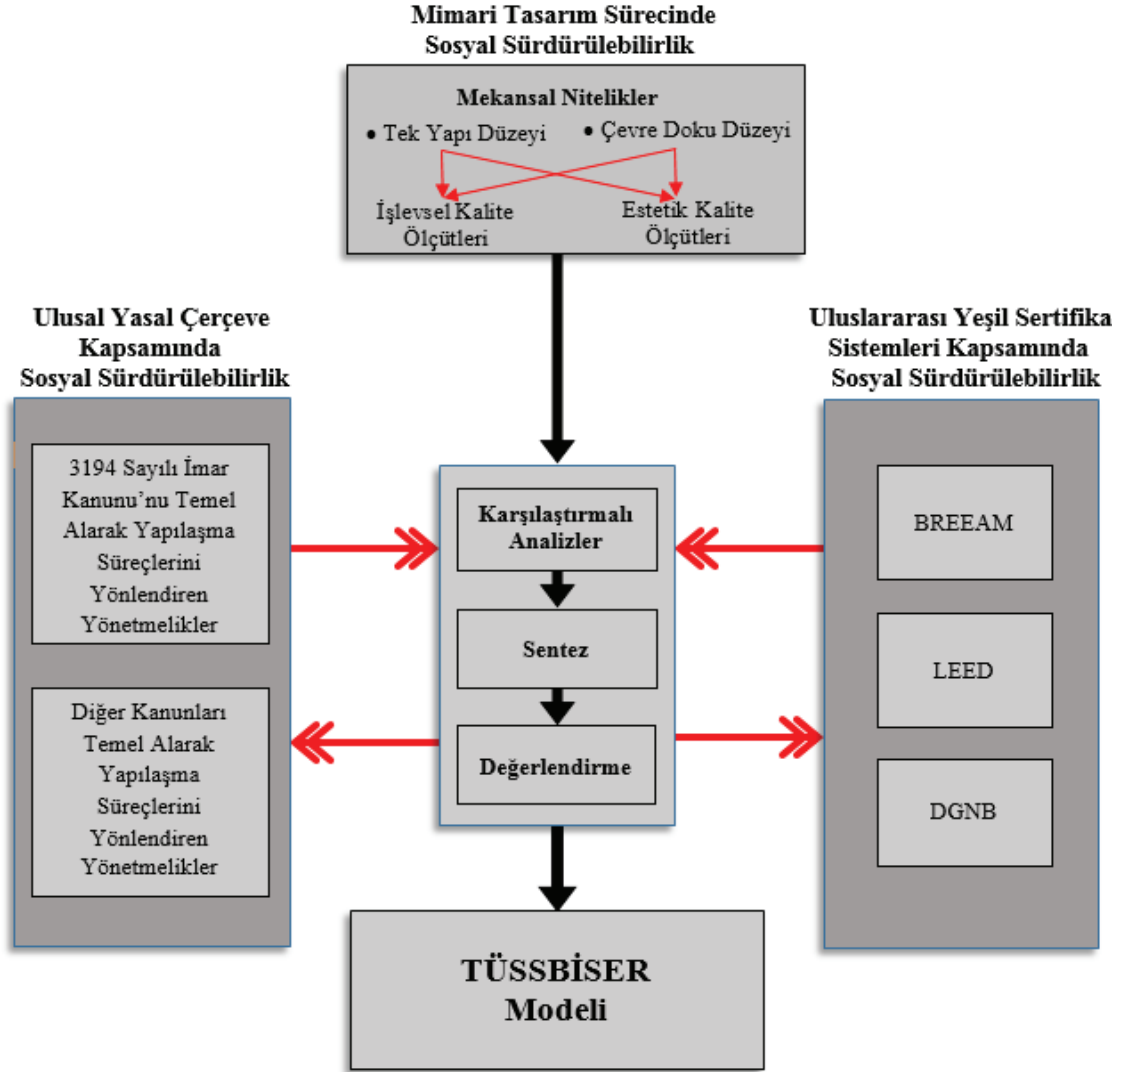 Mimari Tasarım Sürecinde
Sosyal Sürdürülebilirlik
Mekansal Nitelikler
• Tek Yapı Düzeyi
• Çevre Doku Düzeyi
İşlevsel Kalite
Ölçütleri
Estetik Kalite
Ölçütleri
Ulusal Yasal Çerçeve
Kapsamında
Sosyal Sürdürülebilirlik
3194 Sayılı İmar
Kanunu’nu Temel
Alarak Yapılaşma
Süreçlerini
Yönlendiren
Yönetmelikler
Diğer Kanunları
Temel Alarak
Yapılaşma
Süreçlerini
Yönlendiren
Yönetmelikler
Karşılaştırmalı
Analizler
Sentez
Değerlendirme
Uluslararası Yeşil Sertifika
Sistemleri Kapsamında
Sosyal Sürdürülebilirlik
BREEAM
LEED
DGNB
TÜSSBİSER
Modeli